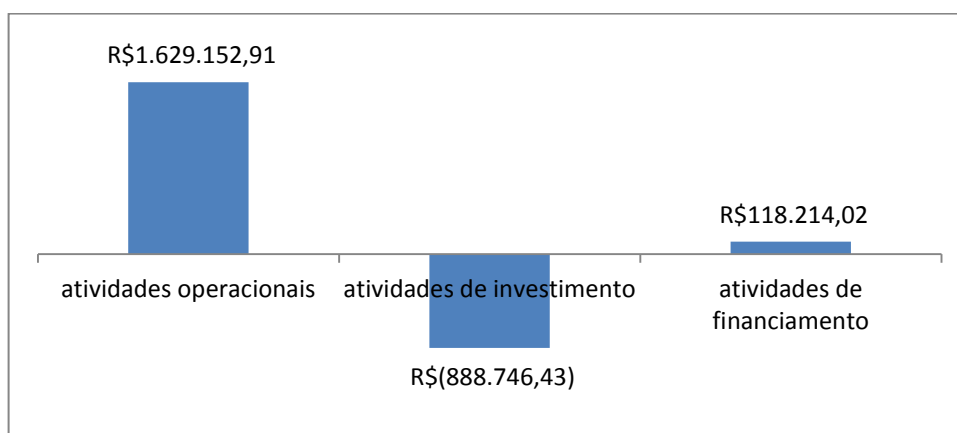 R$1.629.152,91
R$118.214,02
atividades operacionais
atividades de investimento
atividades de
financiamento
R$(888.746,43)